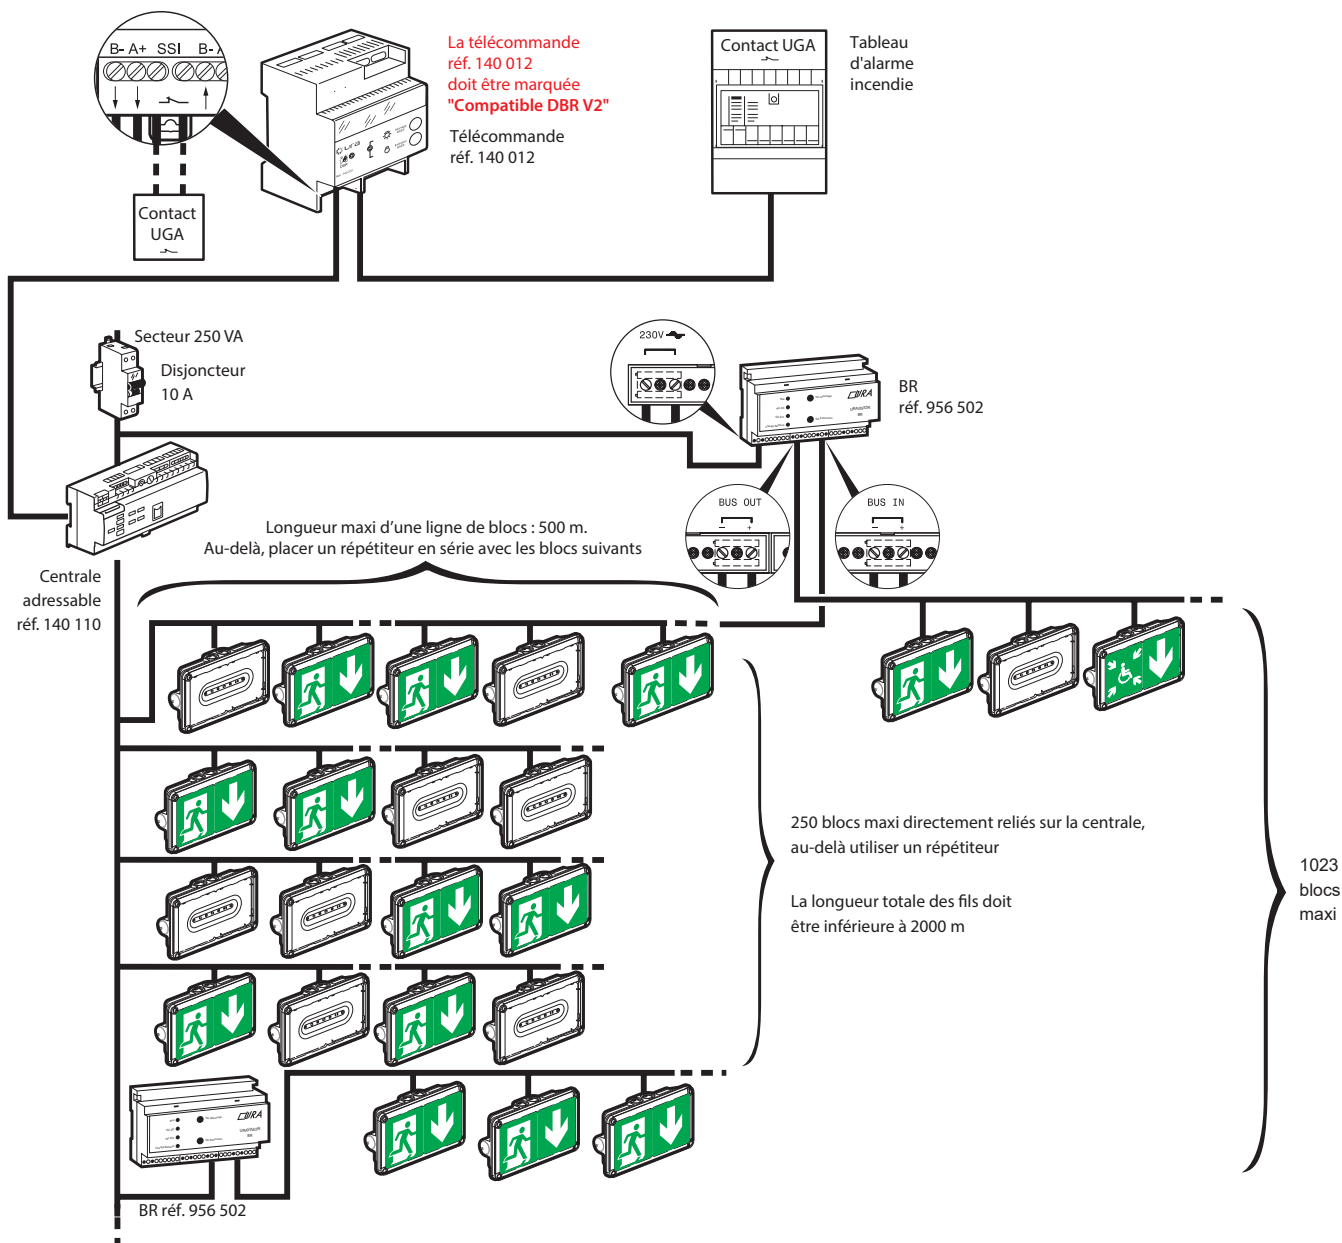 B- A+ SSI B-
La télécommande
réf. 140 012
doit être marquée
"Compatible DBR V2"
Télécommande
réf. 140 012
Contact UGA
Tableau
d'alarme
incendie
Contact
UGA
Secteur 250 VA
Disjoncteur
10 A
230V
BR
réf. 956 502
URA
BUS OUT
- +
BUS IN
- +
Longueur maxi d'une ligne de blocs : 500 m.
Au-delà, placer un répétiteur en série avec les blocs suivants
Centrale
adressable
réf. 140 110
250 blocs maxi directement reliés sur la centrale,
au-delà utiliser un répétiteur
La longueur totale des fils doit
être inférieure à 2000 m
1023
blocs
maxi
URA
BR réf. 956 502